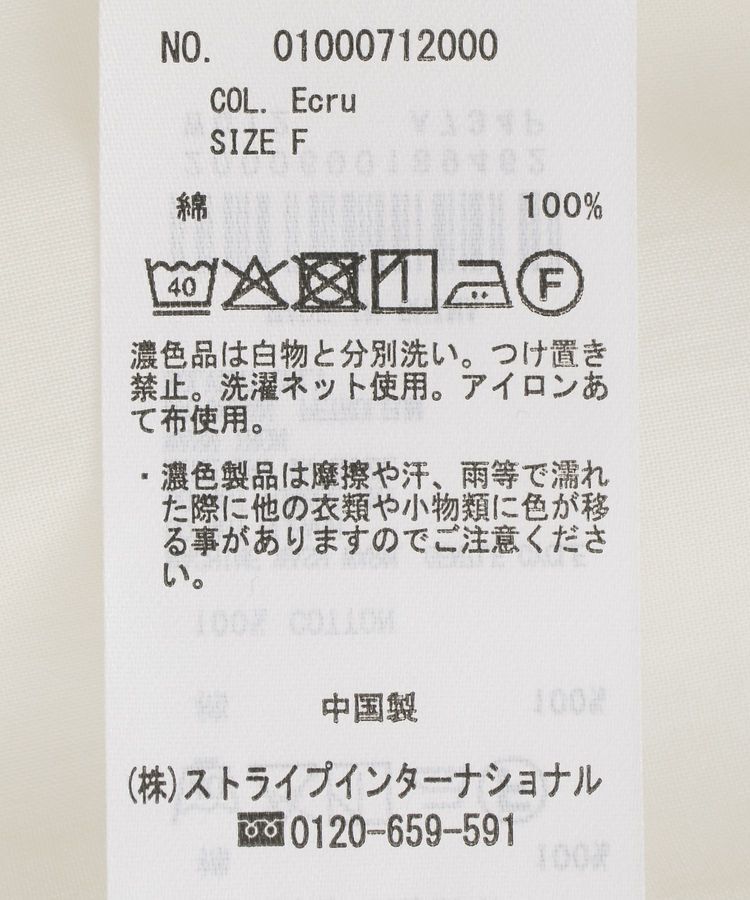 NO. 01000712000
COL. Ecru
SIZE F
綿 100%
40 F
濃色品は白物と分別洗い。つけ置き
禁止。洗濯ネット使用。アイロンあ
て布使用。
・濃色製品は摩擦や汗、雨等で濡れ
た際に他の衣類や小物類に色が移
る事がありますのでご注意くださ
い。
中国製
(株)ストライプインターナショナル
0120-659-591